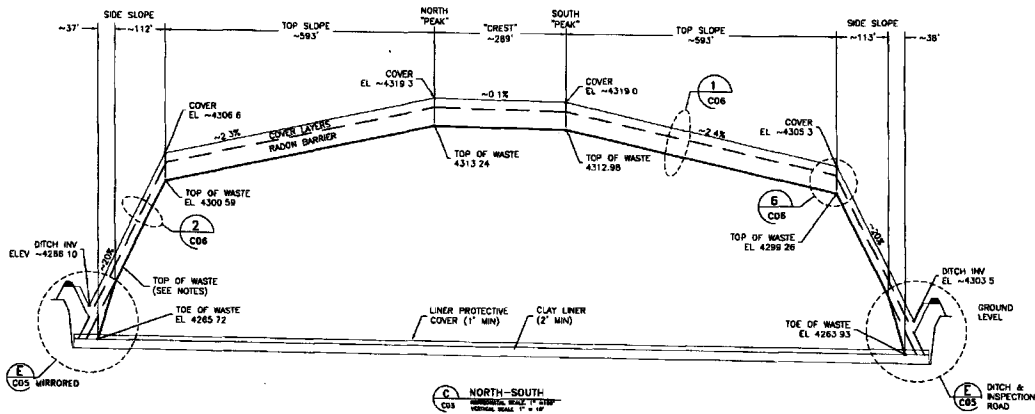 SIDE SLOPE
~37'
~112'
TOP SLOPE
~593'
NORTH
"PEAK"
"CREST"
~289'
SOUTH
"PEAK"
TOP SLOPE
~593'
SIDE SLOPE
~113'
~38'
COVER
EL ~4306 6
COVER
EL ~4319 3
COVER
EL ~4319 0
COVER
EL ~4305 3
1
C06
~0.1%
~2 3%
COVER LAYERS
RADON BARRIER
~2.4%
TOP OF WASTE
4313 24
TOP OF WASTE
4312.98
TOP OF WASTE
EL 4300 59
2
C06
6
C06
TOP OF WASTE
EL 4299 26
~20%
~20%
DITCH INV
ELEV ~4288 10
TOP OF WASTE
(SEE NOTES)
DITCH INV
EL ~4303 5
GROUND
LEVEL
TOE OF WASTE
EL 4265 72
LINER PROTECTIVE
COVER (1' MIN)
CLAY LINER
(2' MIN)
TOE OF WASTE
EL 4263 93
E
C05
MIRRORED
C
C03
NORTH-SOUTH
E
C05
DITCH &
INSPECTION
ROAD